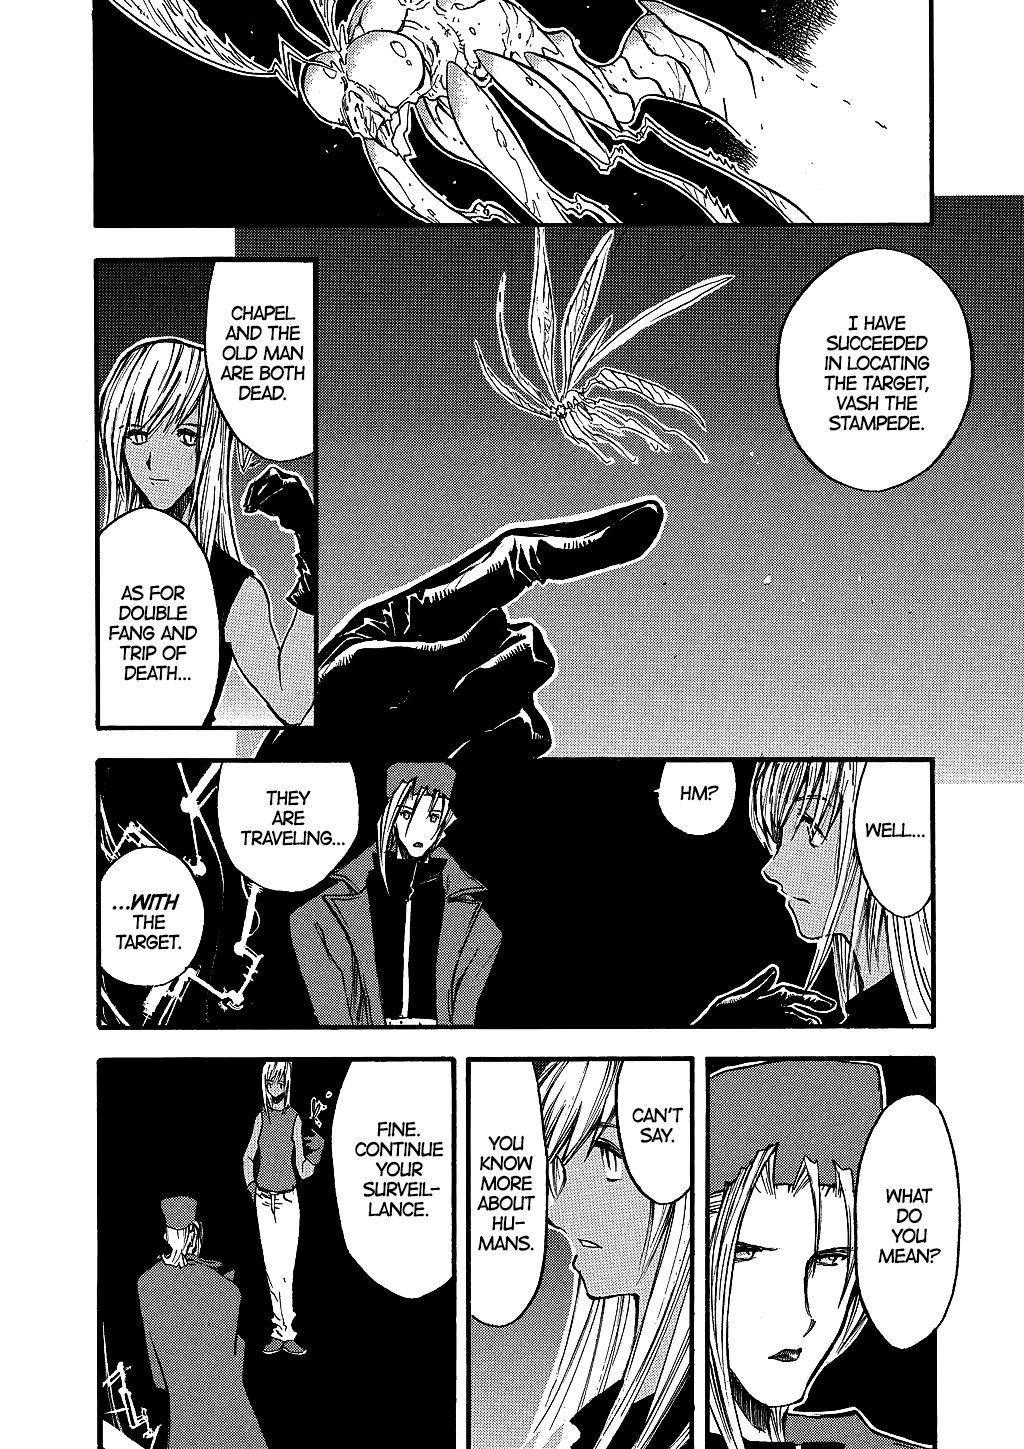 I HAVE
SUCCEEDED
IN LOCATING
THE TARGET,
VASH THE
STAMPEDE.
CHAPEL
AND THE
OLD MAN
ARE BOTH
DEAD.
AS FOR
DOUBLE
FANG AND
TRIP OF
DEATH...
WELL...
HM?
THEY
ARE
TRAVELING...
...WITH
THE
TARGET.
WHAT
DO
YOU
MEAN?
CAN'T
SAY.
YOU
KNOW
MORE
ABOUT
HU-
MANS.
FINE.
CONTINUE
YOUR
SURVEIL-
LANCE.